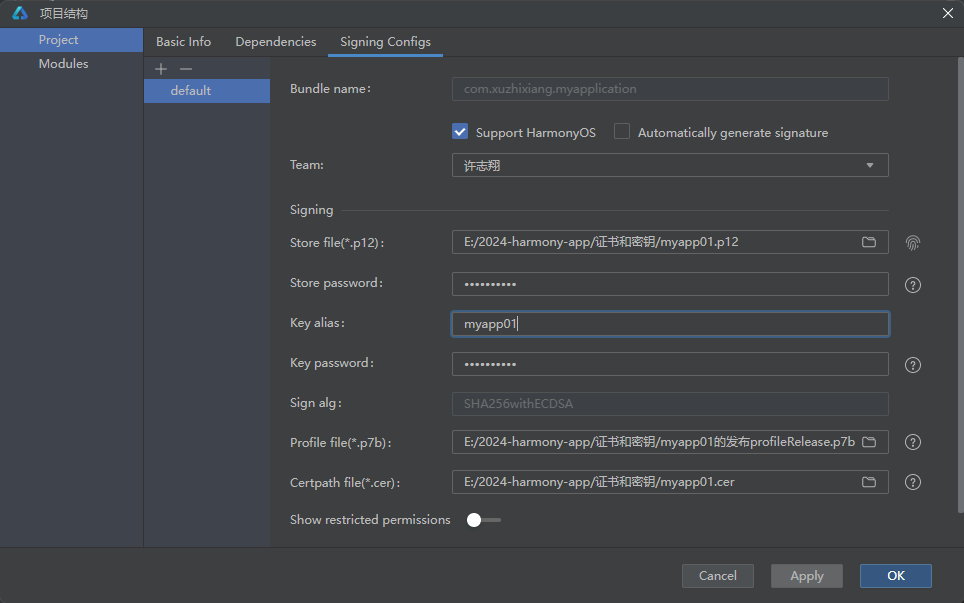 项目结构
Project
Modules
Basic Info Dependencies Signing Configs
default
Bundle name: com.xuzhixiang.myapplication
Support HarmonyOS Automatically generate signature
Team: 许志翔
Signing
Store file(*.p12): E:/2024-harmony-app/证书和密钥/myapp01.p12
Store password: ••••••••••
Key alias: myapp01
Key password: ••••••••••
Sign alg: SHA256withECDSA
Profile file(*.p7b): E:/2024-harmony-app/证书和密钥/myapp01的发布profileRelease.p7b
Certpath file(*.cer): E:/2024-harmony-app/证书和密钥/myapp01.cer
Show restricted permissions
Cancel Apply OK